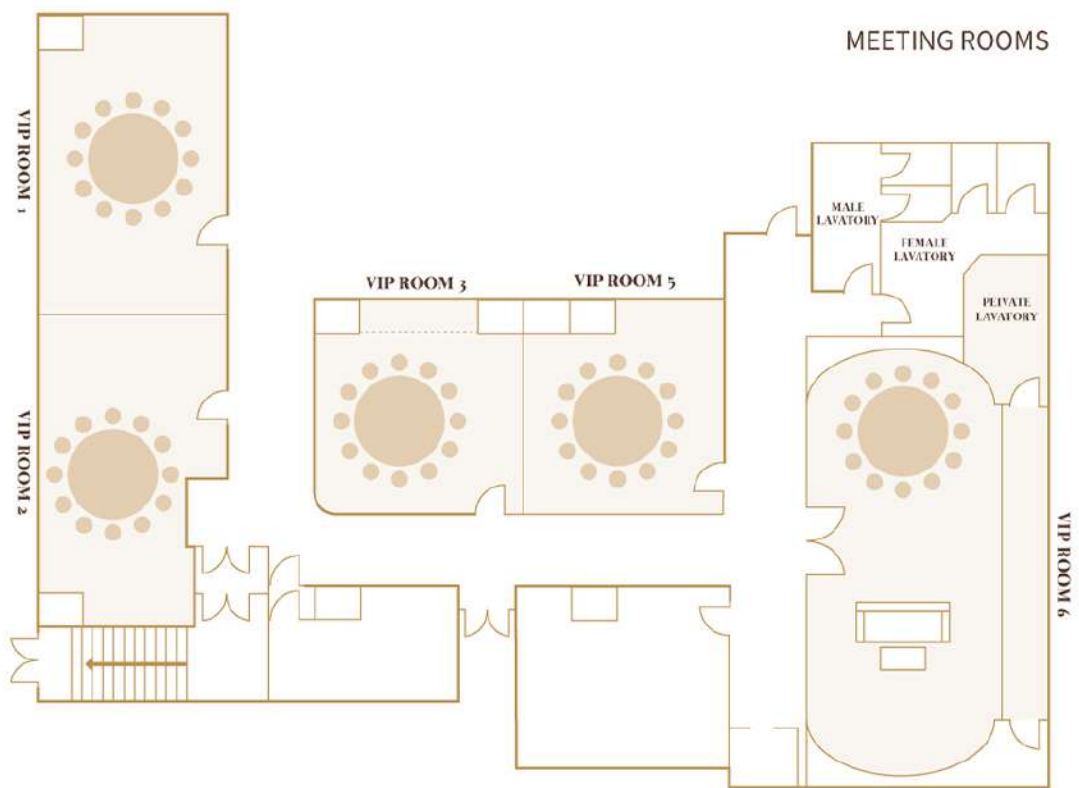 MEETING ROOMS
VIP ROOM 1
MALE
LAVATORY
FEMALE
LAVATORY
VIP ROOM 3
VIP ROOM 5
PRIVATE
LAVATORY
VIP ROOM 2
VIP ROOM 6